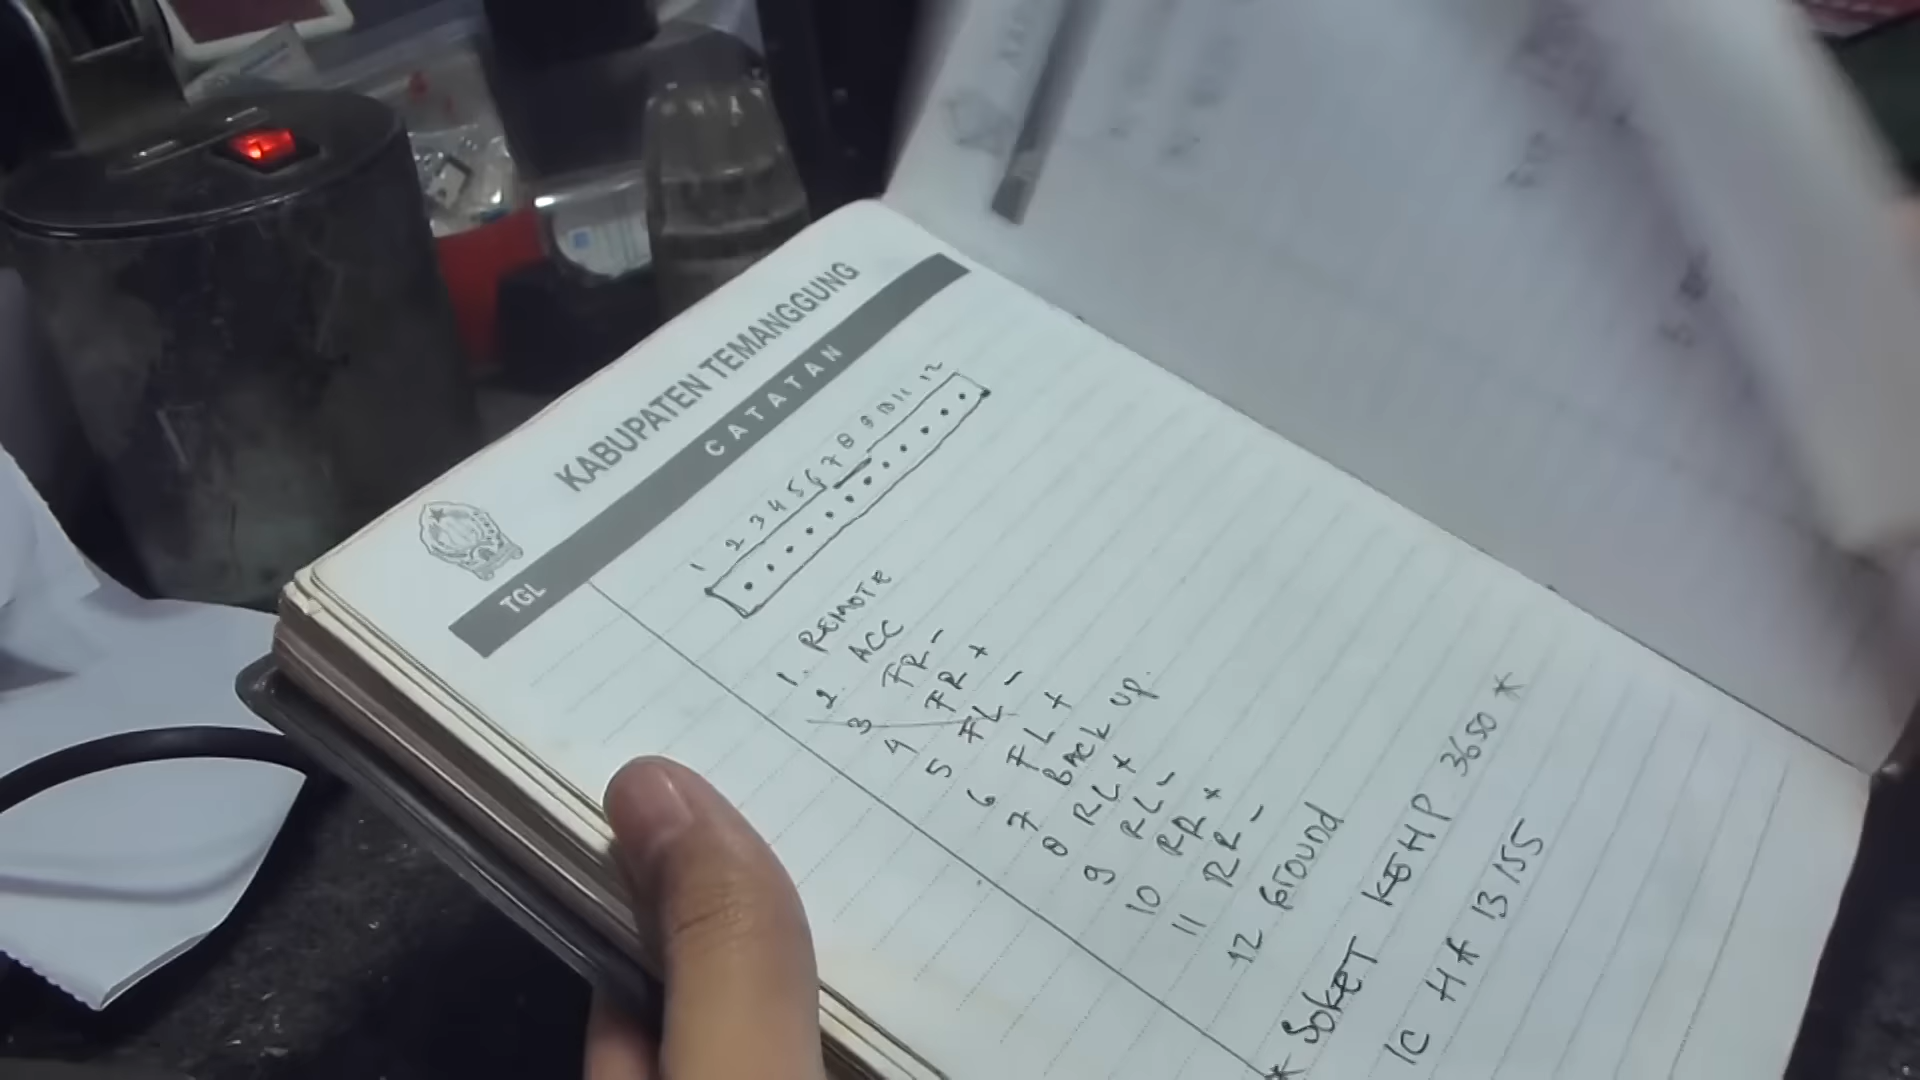 KABUPATEN TEMANGGUNG
CATATAN
TGL
1 2 3 4 5 6 7 8 9 10 11 12
1. REMOTE
2. ACC
3 FR -
4 FR +
5 FL -
6 FL +
7 BACK UP.
8 RL +
9 RL -
10 RR +
11 RR -
12 Ground
* SOKET KEHP 3650 *
IC HA 13155